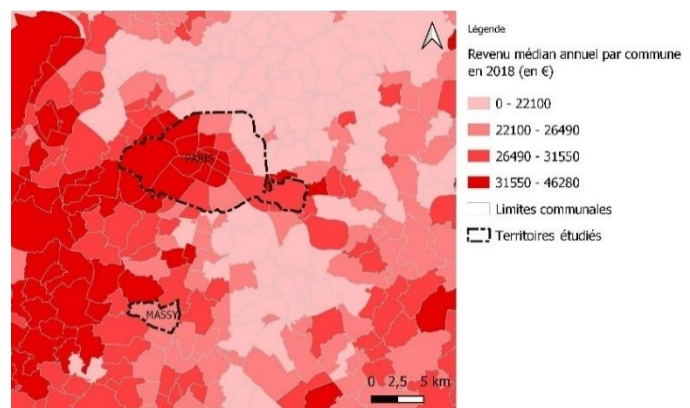 Légende
Revenu médian annuel par commune
en 2018 (en €)
0 - 22100
22100 - 26490
26490 - 31550
31550 - 46280
Limites communales
Territoires étudiés
PARIS
MASSY
0 2,5 5 km